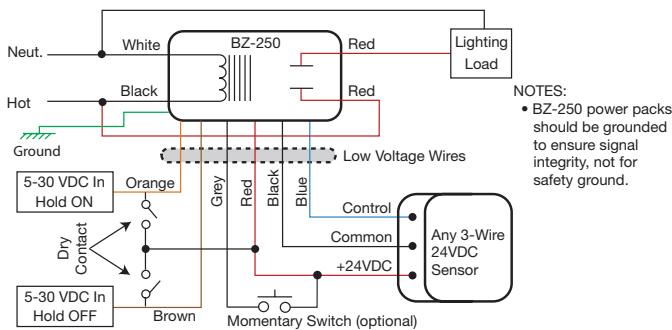 Neut.
White
BZ-250
Red
Lighting
Load
Hot
Black
Red
Ground
Low Voltage Wires
NOTES:
• BZ-250 power packs
should be grounded
to ensure signal
integrity, not for
safety ground.
5-30 VDC In
Hold ON
Orange
Grey
Red
Black
Blue
Dry
Contact
Control
Common
+24VDC
Any 3-Wire
24VDC
Sensor
5-30 VDC In
Hold OFF
Brown
Momentary Switch (optional)